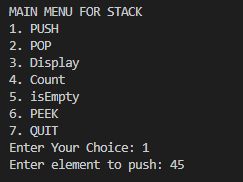 MAIN MENU FOR STACK
1. PUSH
2. POP
3. Display
4. Count
5. isEmpty
6. PEEK
7. QUIT
Enter Your Choice: 1
Enter element to push: 45